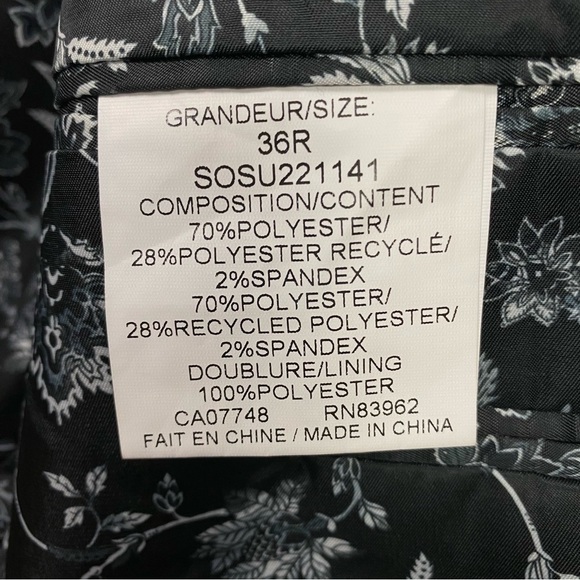 GRANDEUR/SIZE:
36R
SOSU221141
COMPOSITION/CONTENT
70%POLYESTER/
28%POLYESTER RECYCLÉ/
2%SPANDEX
70%POLYESTER/
28%RECYCLED POLYESTER/
2%SPANDEX
DOUBLURE/LINING
100%POLYESTER
CA07748 RN83962
FAIT EN CHINE / MADE IN CHINA